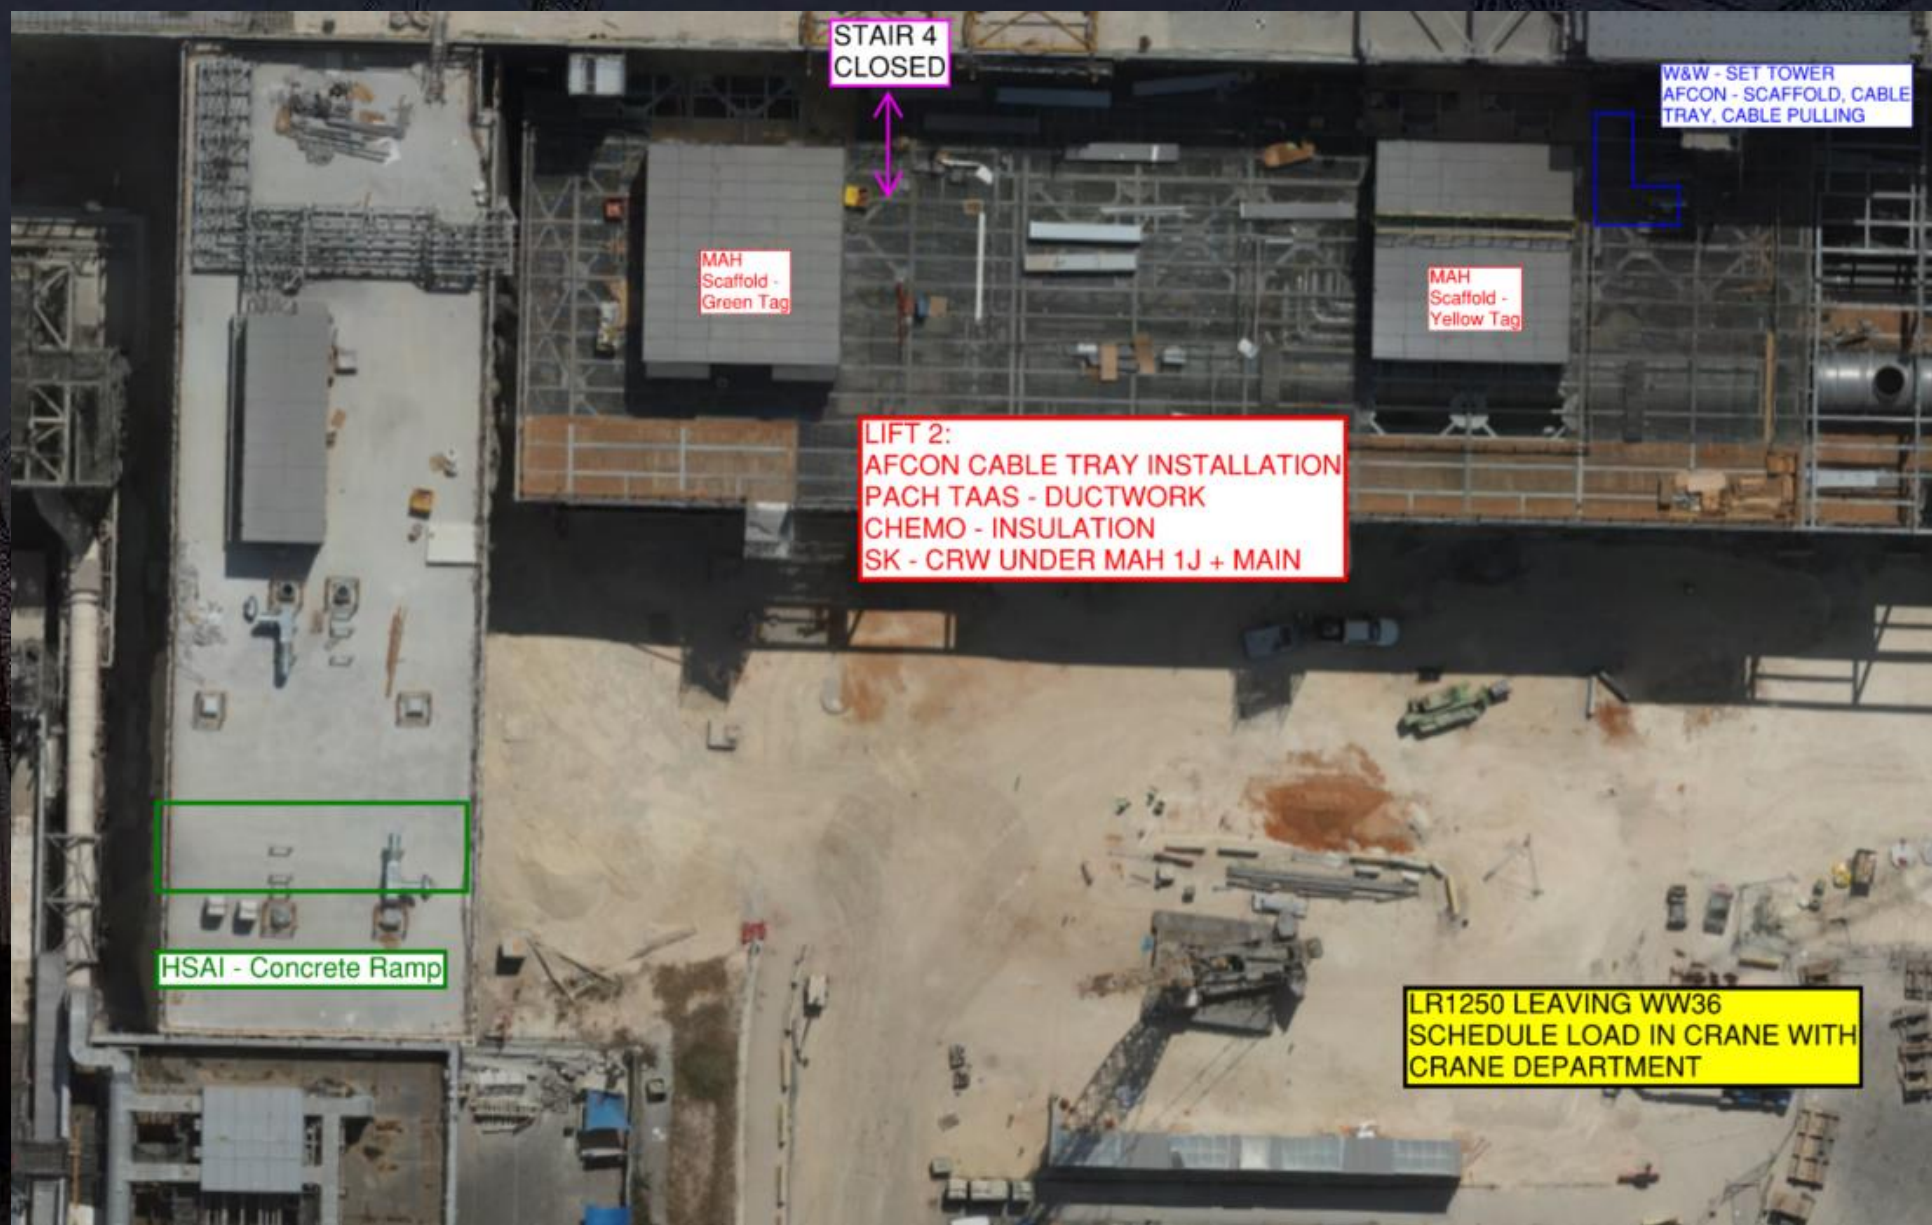 STAIR 4
CLOSED
W&W - SET TOWER
AFCON - SCAFFOLD, CABLE
TRAY, CABLE PULLING
MAH
Scaffold -
Green Tag
MAH
Scaffold -
Yellow Tag
LIFT 2:
AFCON CABLE TRAY INSTALLATION
PACH TAAS - DUCTWORK
CHEMO - INSULATION
SK - CRW UNDER MAH 1J + MAIN
HSAI - Concrete Ramp
LR1250 LEAVING WW36
SCHEDULE LOAD IN CRANE WITH
CRANE DEPARTMENT